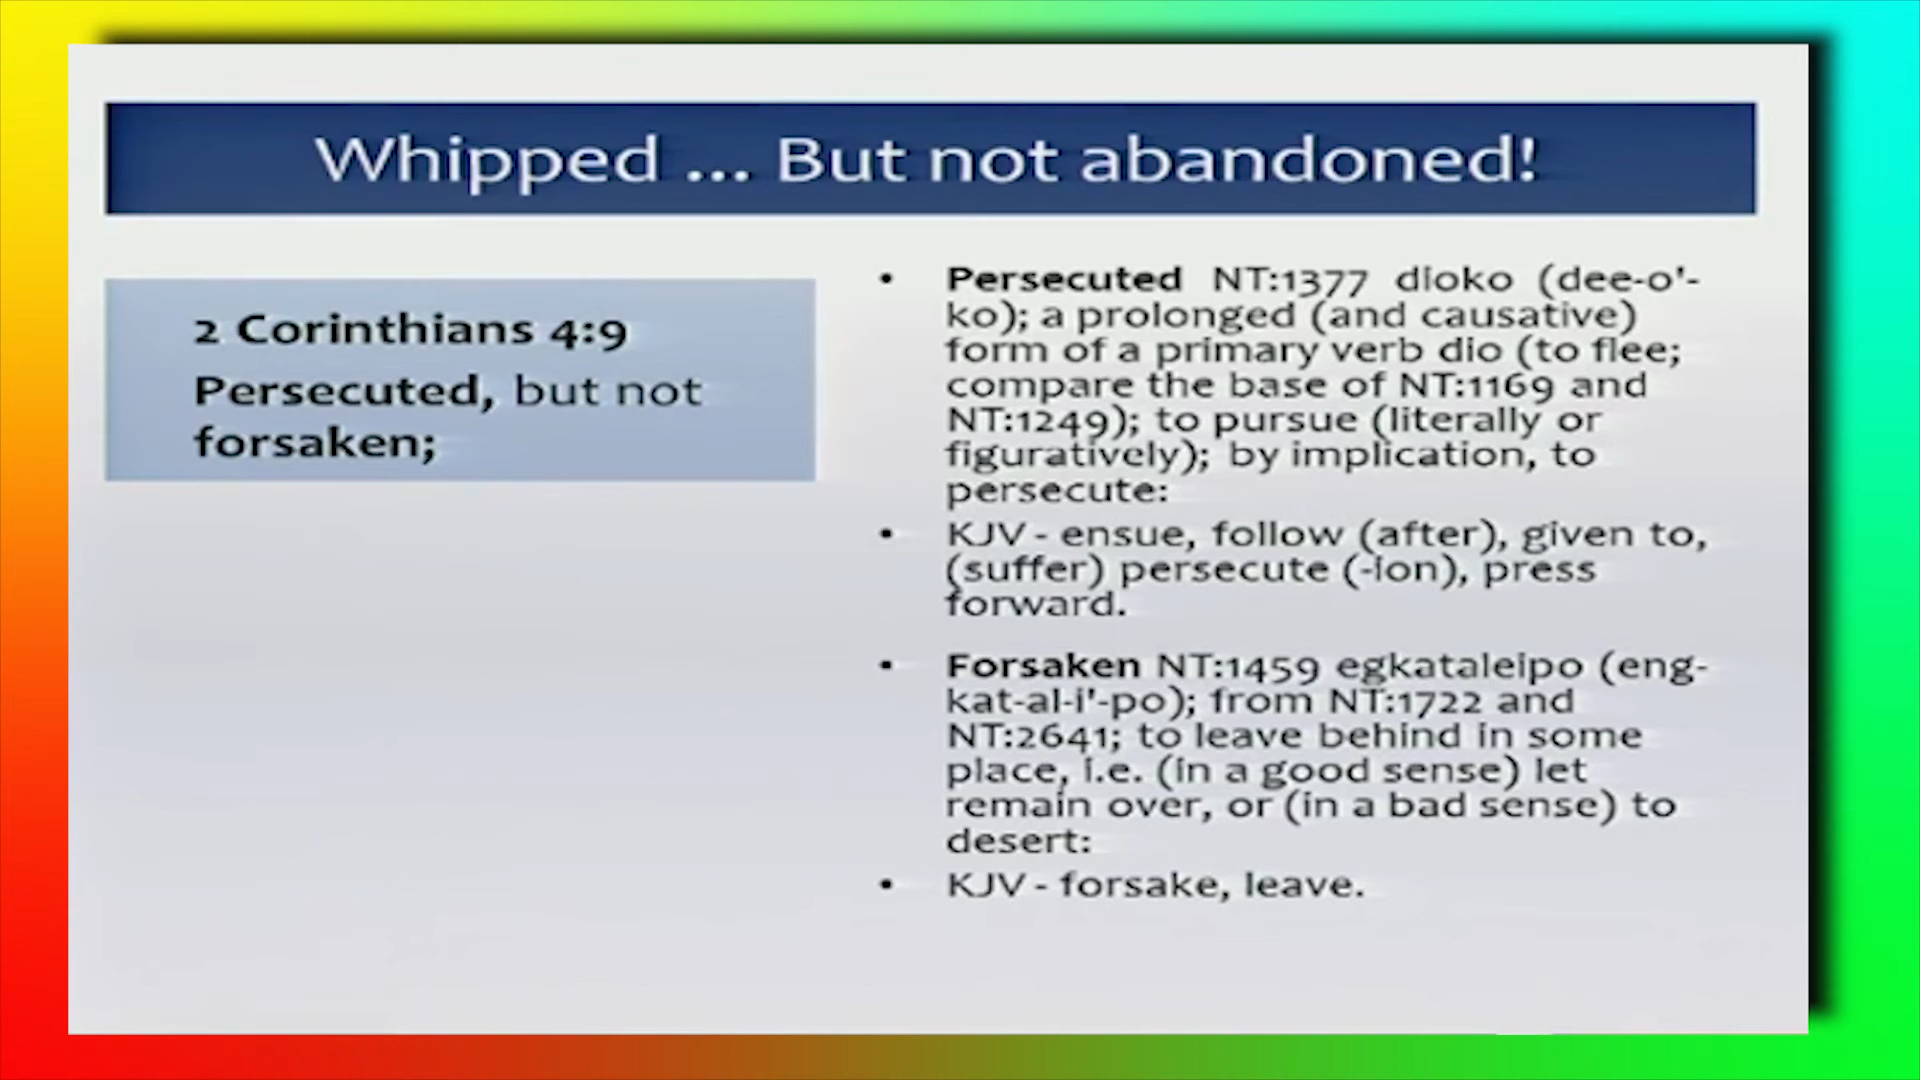 Whipped ... But not abandoned!
2 Corinthians 4:9
Persecuted, but not
forsaken;
• Persecuted NT:1377 dioko (dee-o'-
ko); a prolonged (and causative)
form of a primary verb dio (to flee;
compare the base of NT:1169 and
NT:1249); to pursue (literally or
figuratively); by implication, to
persecute:
• KJV - ensue, follow (after), given to,
(suffer) persecute (-ion), press
forward.
• Forsaken NT:1459 egkataleipo (eng-
kat-al-i'-po); from NT:1722 and
NT:2641; to leave behind in some
place, i.e. (in a good sense) let
remain over, or (in a bad sense) to
desert:
• KJV - forsake, leave.